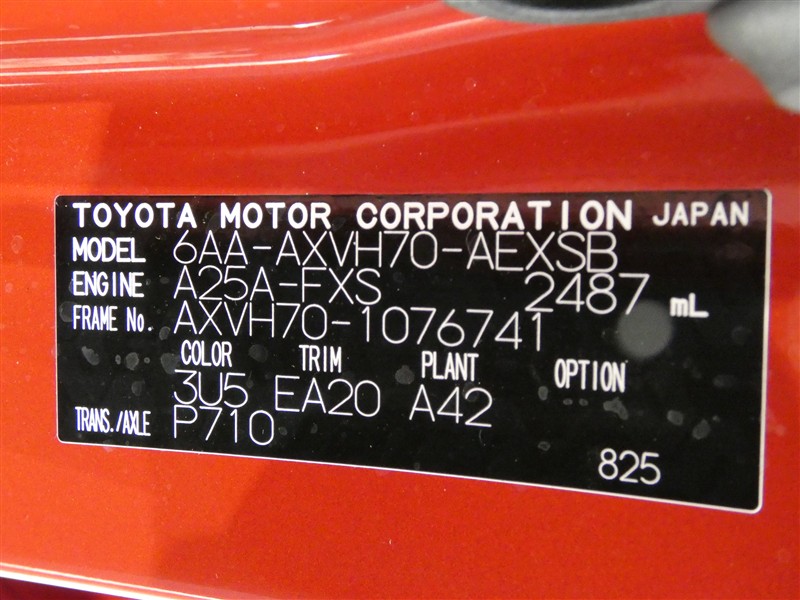 TOYOTA MOTOR CORPORATION JAPAN
MODEL 6AA-AXVH70-AEXSB
ENGINE A25A-FXS 2487 mL
FRAME No. AXVH70-1076741
COLOR TRIM PLANT OPTION
3U5 EA20 A42
TRANS./AXLE P710
825